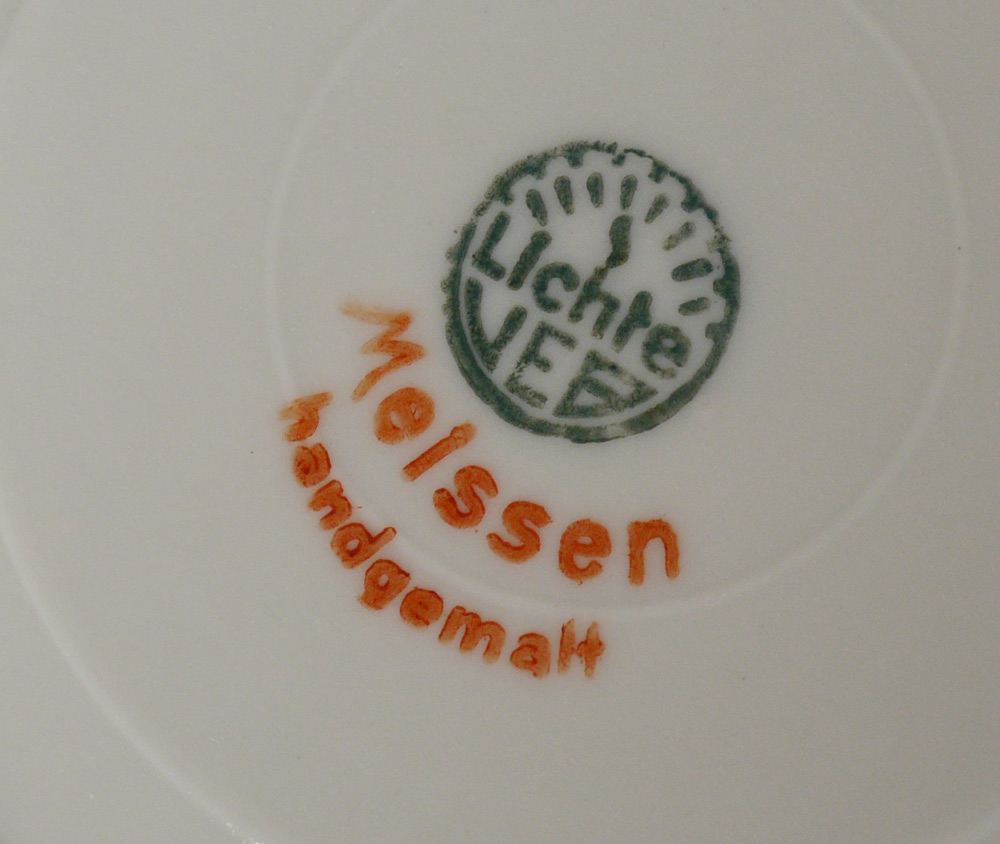 Lichte
VEB
Meissen
handgemalt